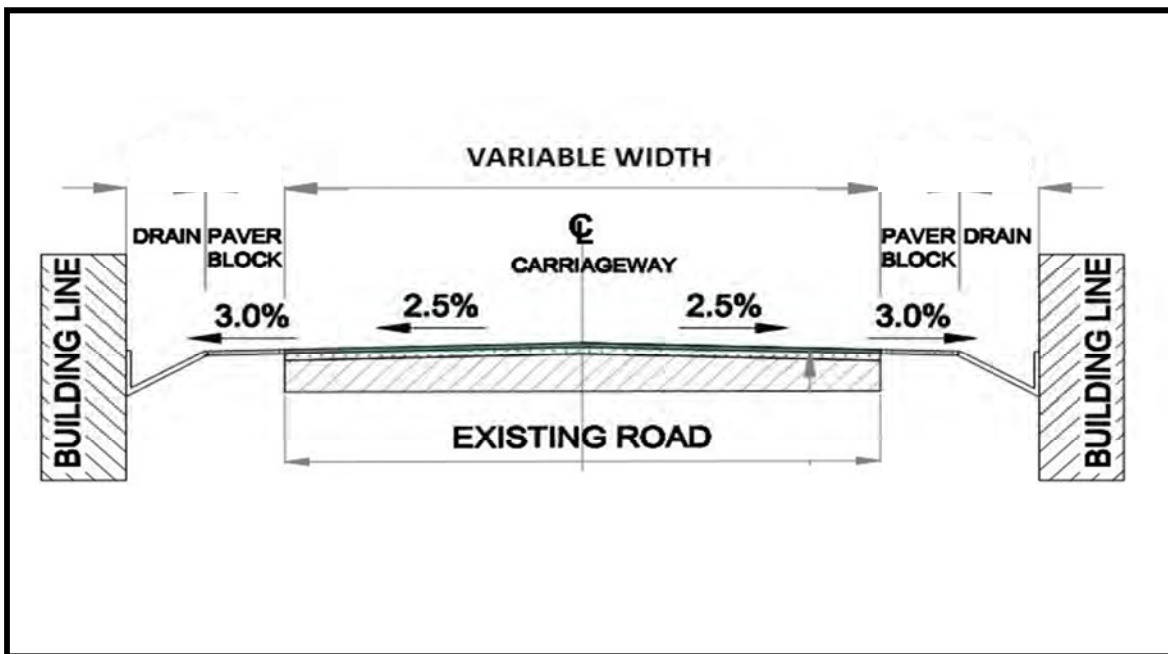 VARIABLE WIDTH
DRAIN
PAVER
BLOCK
℄
CARRIAGEWAY
PAVER
BLOCK
DRAIN
3.0%
2.5%
2.5%
3.0%
BUILDING LINE
EXISTING ROAD
BUILDING LINE